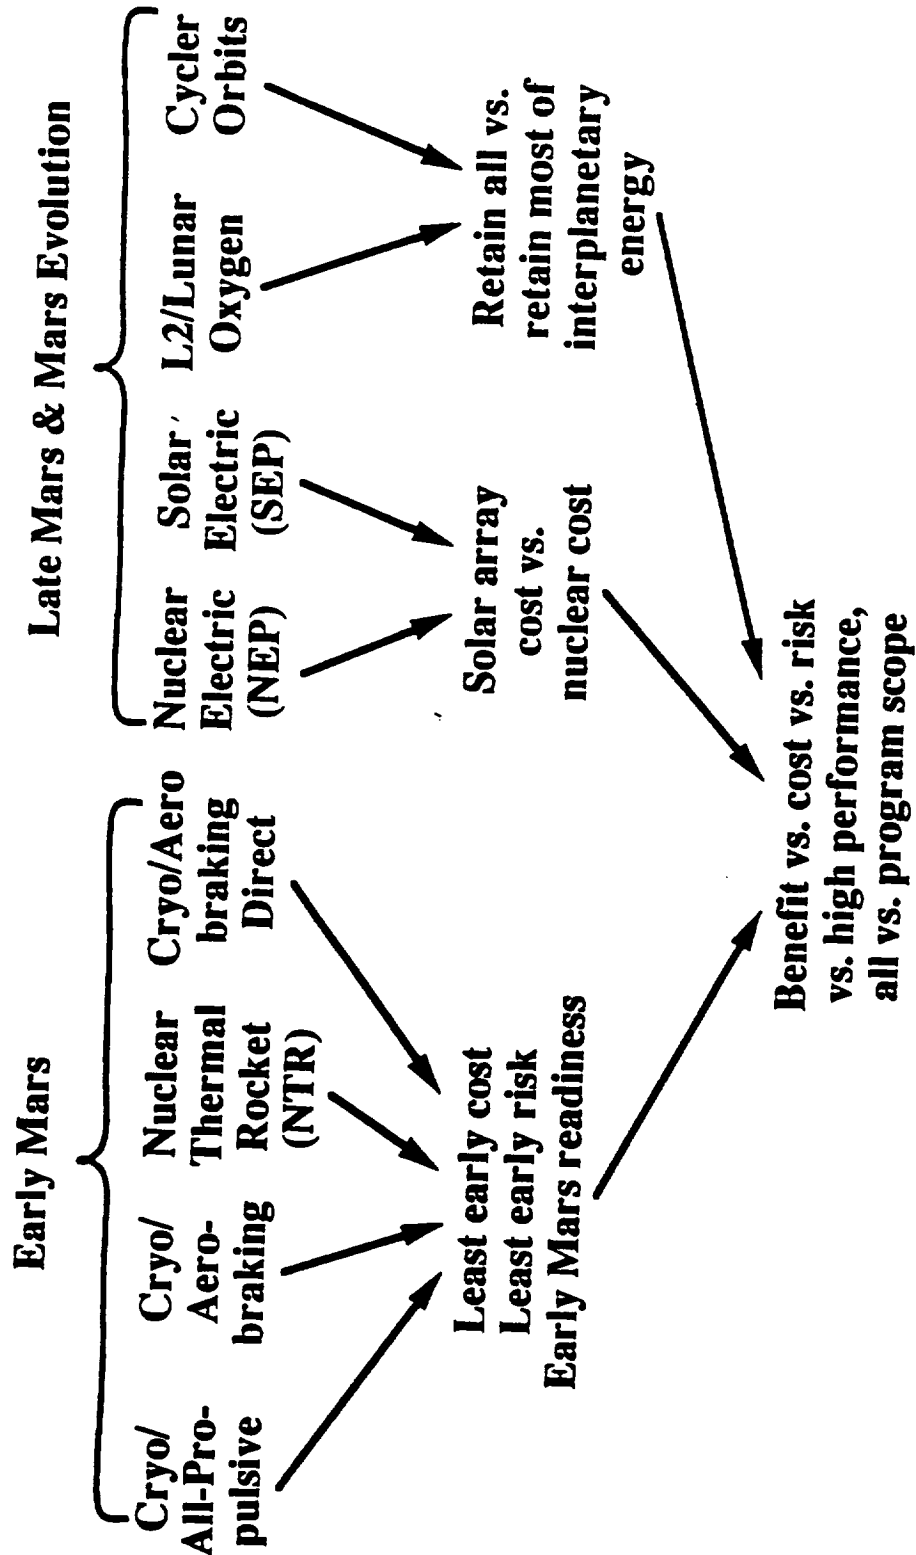 Early Mars
Late Mars & Mars Evolution
Cryo/
All-Pro-
pulsive
Cryo/
Aero-
braking
Nuclear
Thermal
Rocket
(NTR)
Cryo/Aero
braking
Direct
Nuclear
Electric
(NEP)
Solar
Electric
(SEP)
L2/Lunar
Oxygen
Cycler
Orbits
Least early cost
Least early risk
Early Mars readiness
Solar array
cost vs.
nuclear cost
Retain all vs.
retain most of
interplanetary
energy
Benefit vs. cost vs. risk
vs. high performance,
all vs. program scope